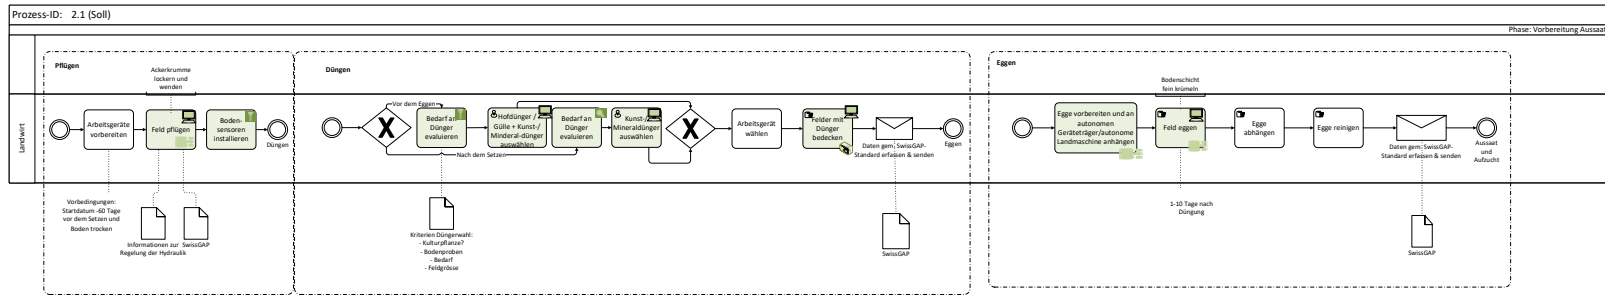 Prozess-ID: 2.1 (Soll)
Phase: Vorbereitung Aussaat
Landwirt
Pflügen
Ackerkrumme
lockern und
wenden
Arbeitsgeräte
vorbereiten
Feld pflügen
Boden-
sensoren
installieren
Düngen
Vorbedingungen:
Startdatum -60 Tage
vor dem Setzen und
Boden trocken
Informationen zur
Regelung der Hydraulik
SwissGAP
Düngen
Vor dem Eggen
Nach dem Setzen
Bedarf an
Dünger
evaluieren
Hofdünger /
Gülle + Kunst-/
Minderal-dünger
auswählen
Bedarf an
Dünger
evaluieren
Kunst-/
Mineraldünger
auswählen
Arbeitsgerät
wählen
Felder mit
Dünger
bedecken
Daten gem. SwissGAP-
Standard erfassen & senden
Eggen
Kriterien Düngerwahl:
- Kulturpflanze?
- Bodenproben
- Bedarf
- Feldgrösse
SwissGAP
Eggen
Bodenschicht
fein krümeln
Egge vorbereiten und an
autonomen
Geräteträger/autonome
Landmaschine anhängen
Feld eggen
Egge
abhängen
Egge reinigen
Daten gem. SwissGAP-
Standard erfassen & senden
Aussaat
und
Aufzucht
1-10 Tage nach
Düngung
SwissGAP